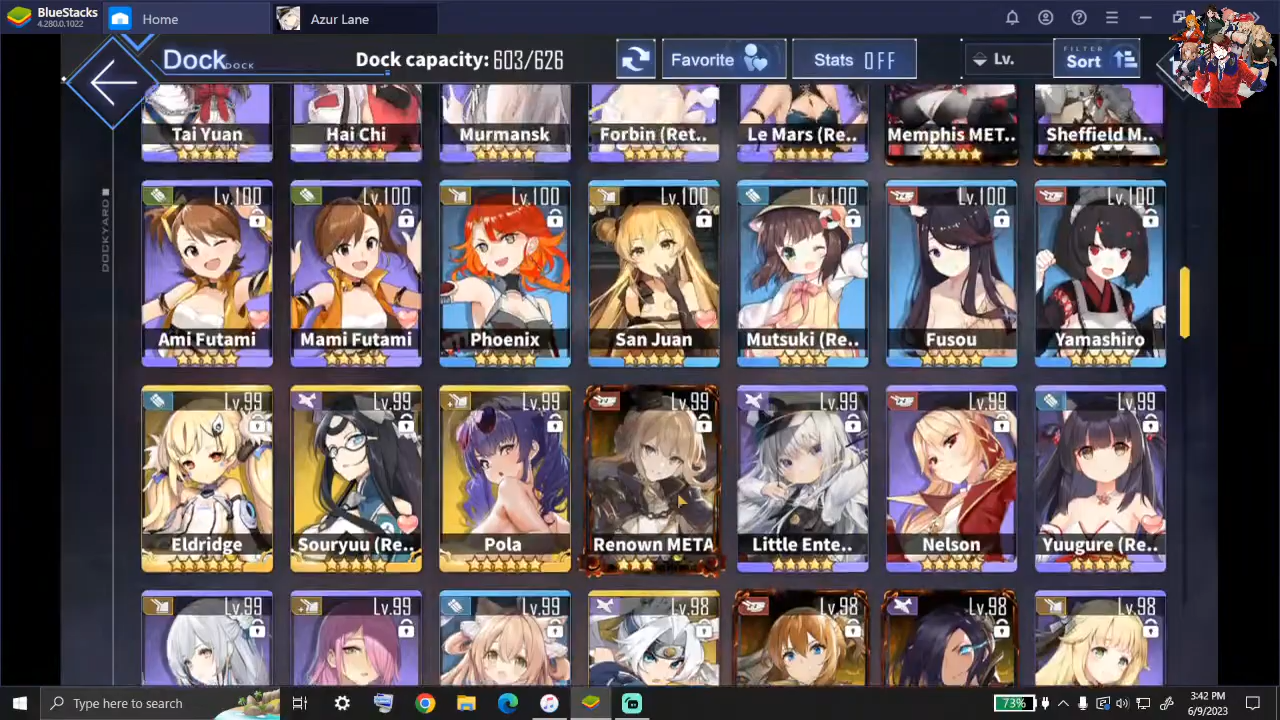 BlueStacks
4.280.0.1022
Home
Azur Lane
Dock DOCK
Dock capacity: 603/626
Favorite
Stats OFF
Lv.
FILTER
Sort
DOCKYARD
Tai Yuan
Hai Chi
Murmansk
Forbin (Ret..
Le Mars (Re..
Memphis MET..
Sheffield M..
Lv.100 Lv.100 Lv.100 Lv.100 Lv.100 Lv.100 Lv.100
Ami Futami
Mami Futami
Phoenix
San Juan
Mutsuki (Re..
Fusou
Yamashiro
Lv.99 Lv.99 Lv.99 Lv.99 Lv.99 Lv.99 Lv.99
Eldridge
Souryuu (Re..
Pola
Renown META
Little Ente..
Nelson
Yuugure (Re..
Lv.99 Lv.99 Lv.99 Lv.98 Lv.98 Lv.98 Lv.98
Type here to search
73%
3:42 PM
6/9/2023